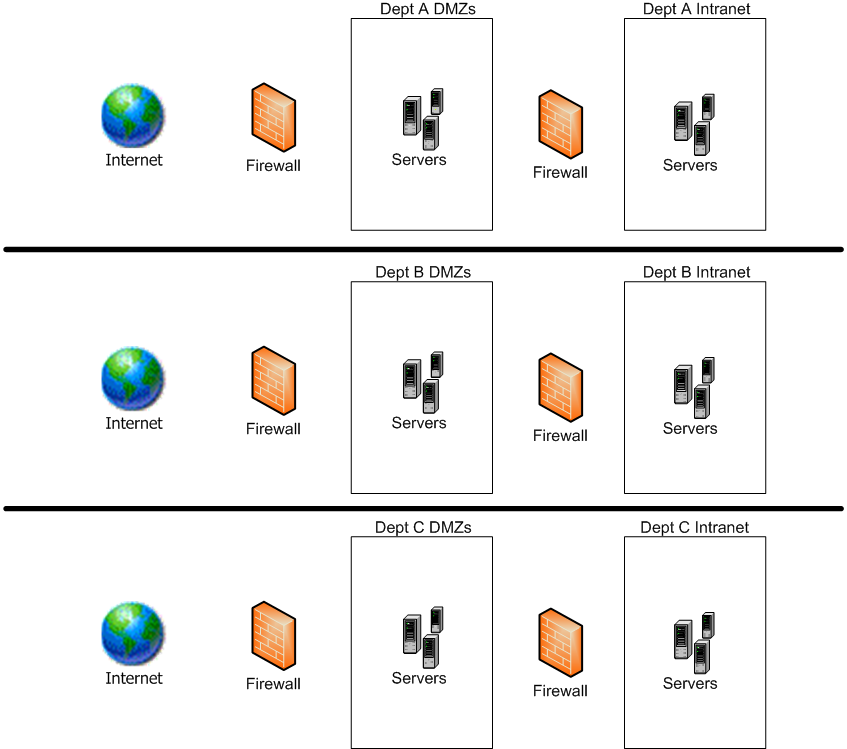 Dept A DMZs
Dept A Intranet
Internet
Firewall
Servers
Firewall
Servers
Dept B DMZs
Dept B Intranet
Internet
Firewall
Servers
Firewall
Servers
Dept C DMZs
Dept C Intranet
Internet
Firewall
Servers
Firewall
Servers